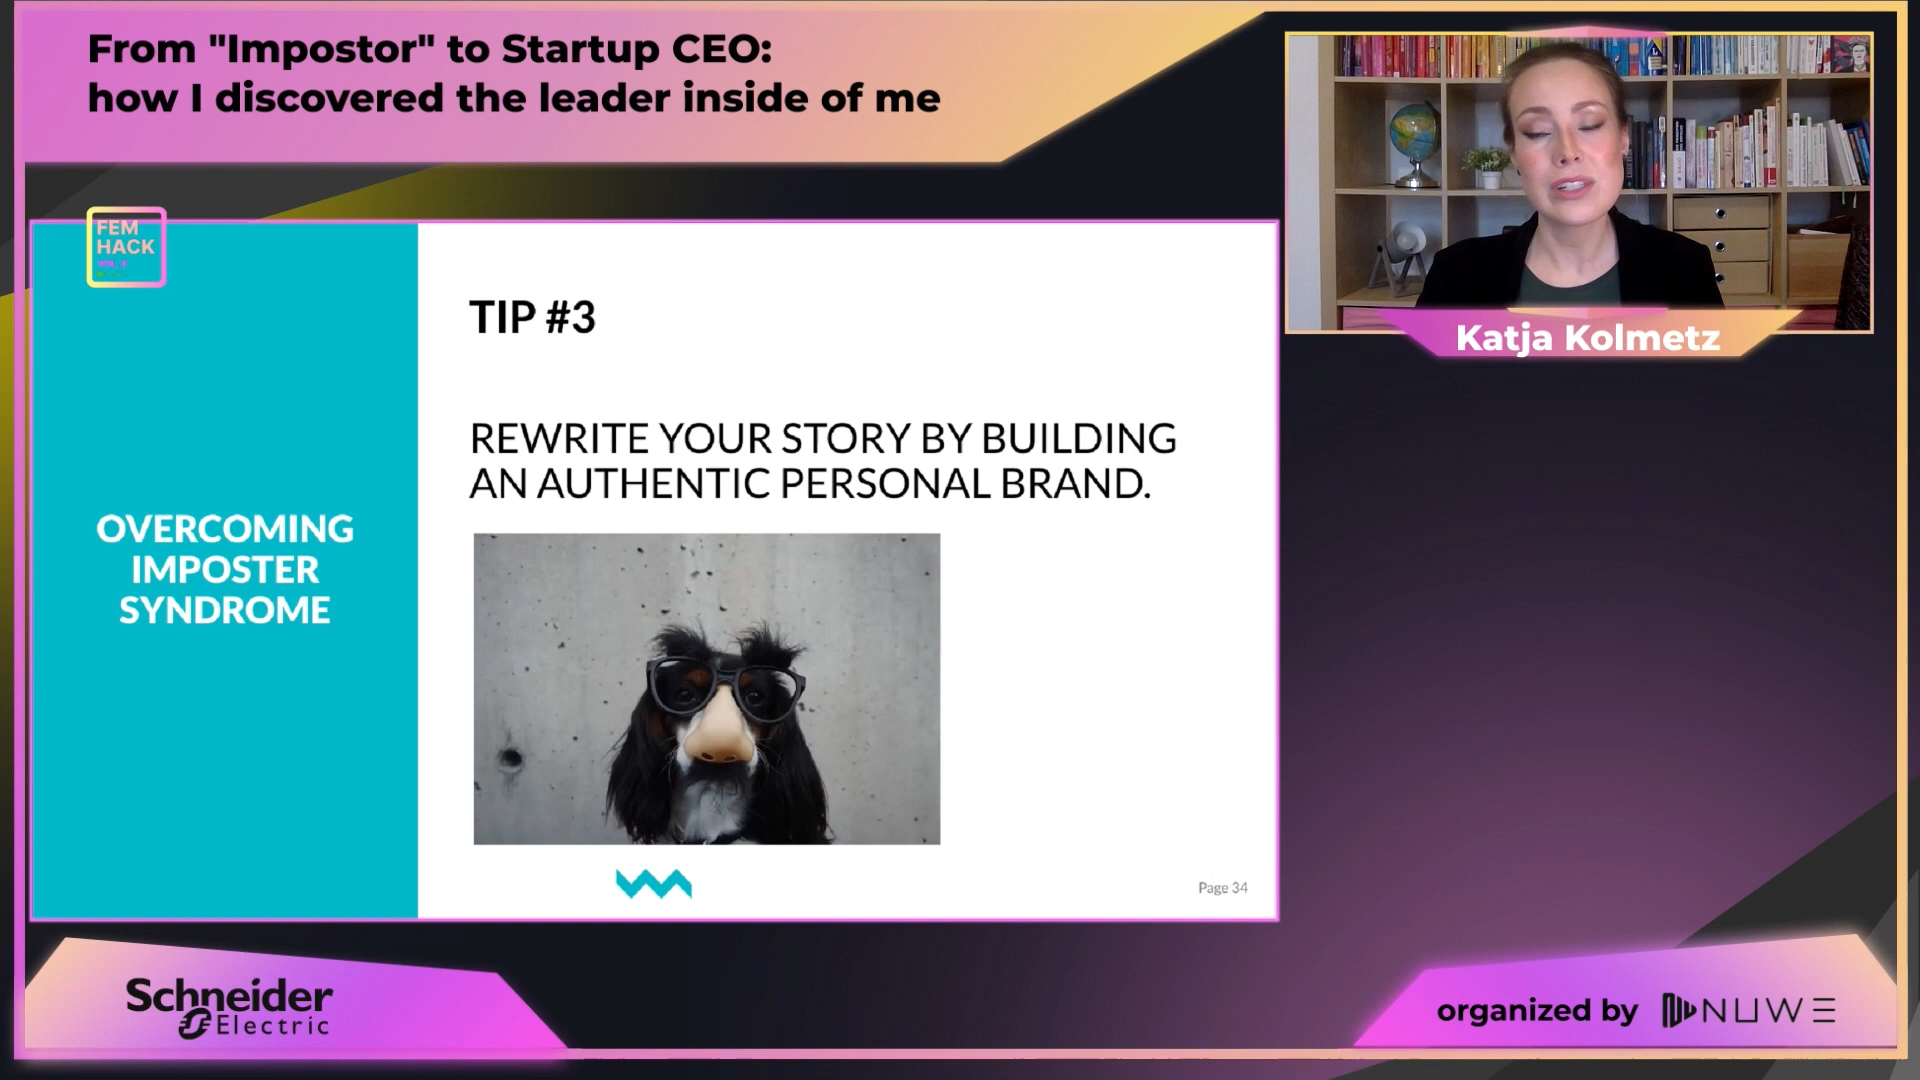 From "Impostor" to Startup CEO:
how I discovered the leader inside of me
FEM
HACK
TIP #3
REWRITE YOUR STORY BY BUILDING
AN AUTHENTIC PERSONAL BRAND.
OVERCOMING
IMPOSTER
SYNDROME
Page 34
Katja Kolmetz
Schneider
Electric
organized by NUWE